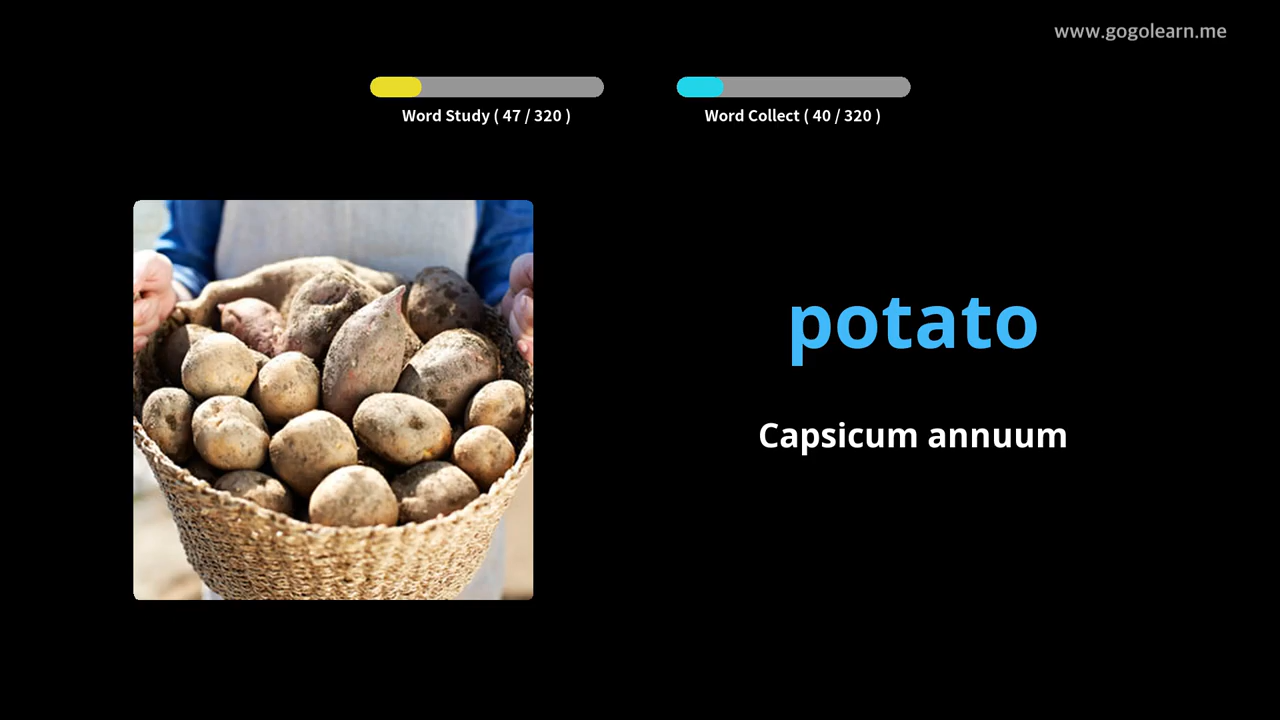 www.gogolearn.me
Word Study ( 47 / 320 )
Word Collect ( 40 / 320 )
potato
Capsicum annuum